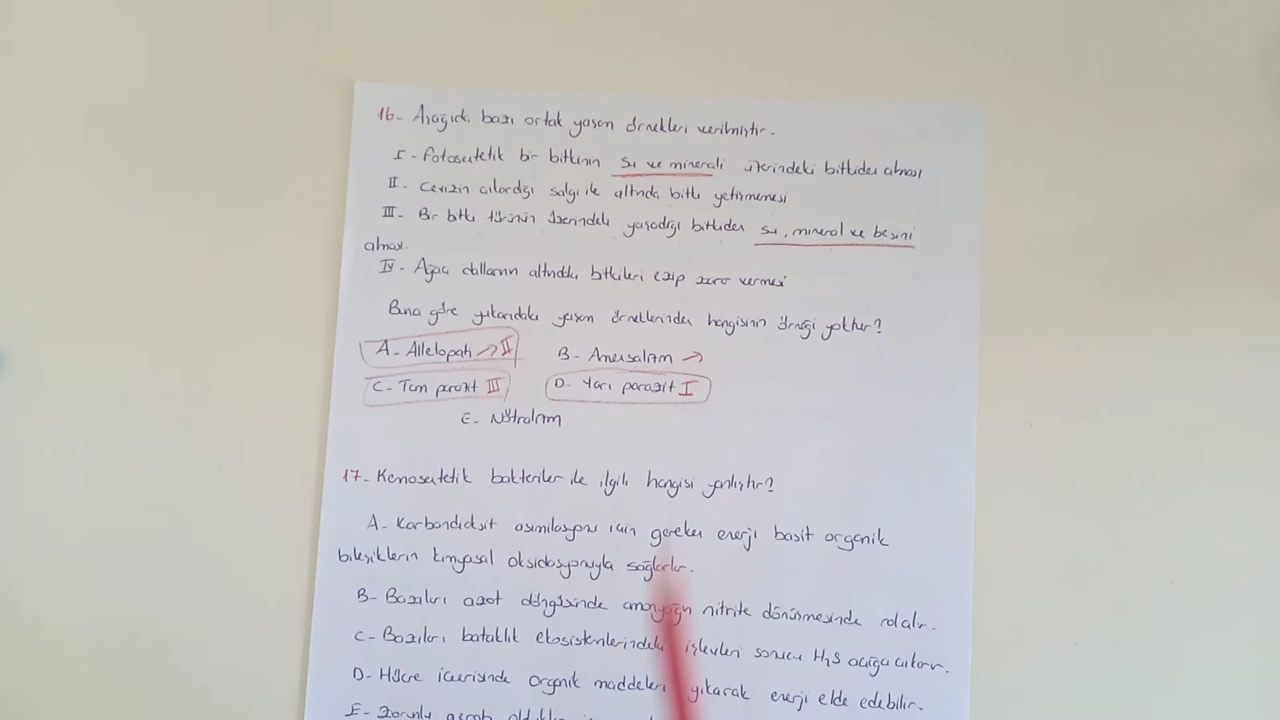 16- Aşağıda bazı ortak yaşam örnekleri verilmiştir.
I- Fotosentetik bir bitkinin su ve minerali üzerindeki bitkiden alması
II- Cevizin çıkardığı salgı ile altında bitki yetişmemesi
III- Bir bitki türünün üzerinde yaşadığı bitkiden su, mineral ve besini
alması.
IV- Ağaç dallarının altındaki bitkileri ezip zarar vermesi
Buna göre yukarıdaki yaşam örneklerinden hangisinin örneği yoktur?
A- Allelopati → II B- Amensalizm →
C- Tam parazit III D- Yarı parazit I
E- Nötralizm
17- Kemosentetik bakteriler ile ilgili hangisi yanlıştır?
A- Karbondioksit asimilasyonu için gereken enerji basit organik
bileşiklerin kimyasal oksidasyonuyla sağlarlar.
B- Bazıları azot döngüsünde amonyağın nitrite dönüşmesinde rol alır.
C- Bazıları bataklık ekosistemlerindeki işlevleri sonucu H₂S açığa çıkarır.
D- Hücre içerisinde organik maddeleri yıkarak enerji elde edebilir.
E- Zorunlu